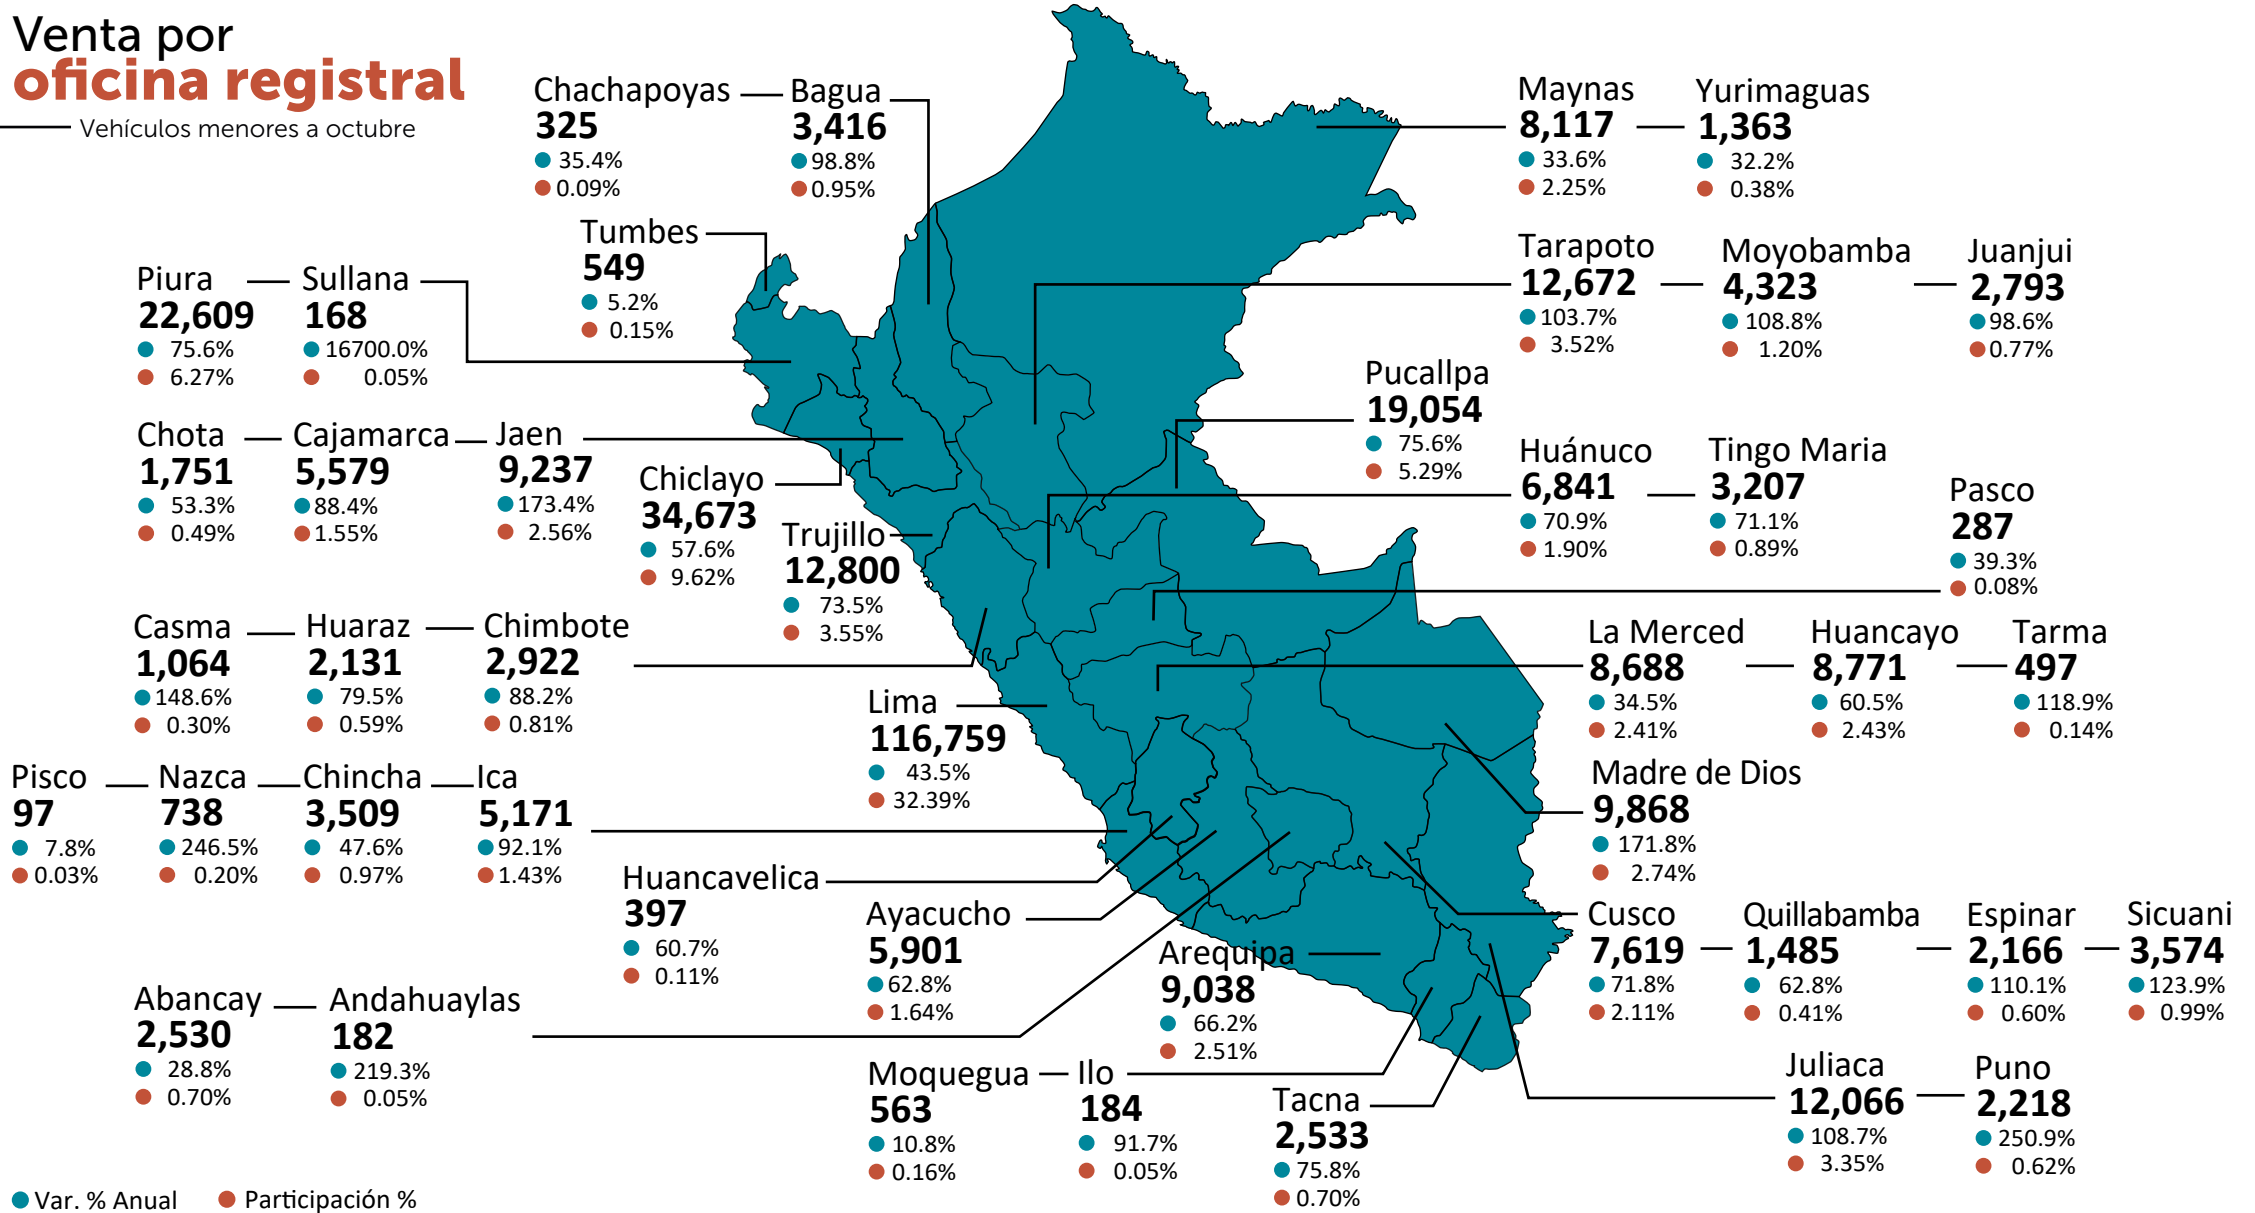 Venta por
oficina registral
Vehículos menores a octubre
Chachapoyas
325
35.4%
0.09%
Bagua
3,416
98.8%
0.95%
Maynas
8,117
33.6%
2.25%
Yurimaguas
1,363
32.2%
0.38%
Tumbes
549
5.2%
0.15%
Piura
22,609
75.6%
6.27%
Sullana
168
16700.0%
0.05%
Tarapoto
12,672
103.7%
3.52%
Moyobamba
4,323
108.8%
1.20%
Juanjui
2,793
98.6%
0.77%
Pucallpa
19,054
75.6%
5.29%
Chota
1,751
53.3%
0.49%
Cajamarca
5,579
88.4%
1.55%
Jaen
9,237
173.4%
2.56%
Chiclayo
34,673
57.6%
9.62%
Trujillo
12,800
73.5%
3.55%
Huánuco
6,841
70.9%
1.90%
Tingo Maria
3,207
71.1%
0.89%
Pasco
287
39.3%
0.08%
Casma
1,064
148.6%
0.30%
Huaraz
2,131
79.5%
0.59%
Chimbote
2,922
88.2%
0.81%
Lima
116,759
43.5%
32.39%
La Merced
8,688
34.5%
2.41%
Huancayo
8,771
60.5%
2.43%
Tarma
497
118.9%
0.14%
Pisco
97
7.8%
0.03%
Nazca
738
246.5%
0.20%
Chincha
3,509
47.6%
0.97%
Ica
5,171
92.1%
1.43%
Madre de Dios
9,868
171.8%
2.74%
Huancavelica
397
60.7%
0.11%
Ayacucho
5,901
62.8%
1.64%
Arequipa
9,038
66.2%
2.51%
Cusco
7,619
71.8%
2.11%
Quillabamba
1,485
62.8%
0.41%
Espinar
2,166
110.1%
0.60%
Sicuani
3,574
123.9%
0.99%
Abancay
2,530
28.8%
0.70%
Andahuaylas
182
219.3%
0.05%
Moquegua
563
10.8%
0.16%
Ilo
184
91.7%
0.05%
Tacna
2,533
75.8%
0.70%
Juliaca
12,066
108.7%
3.35%
Puno
2,218
250.9%
0.62%
Var. % Anual
Participación %